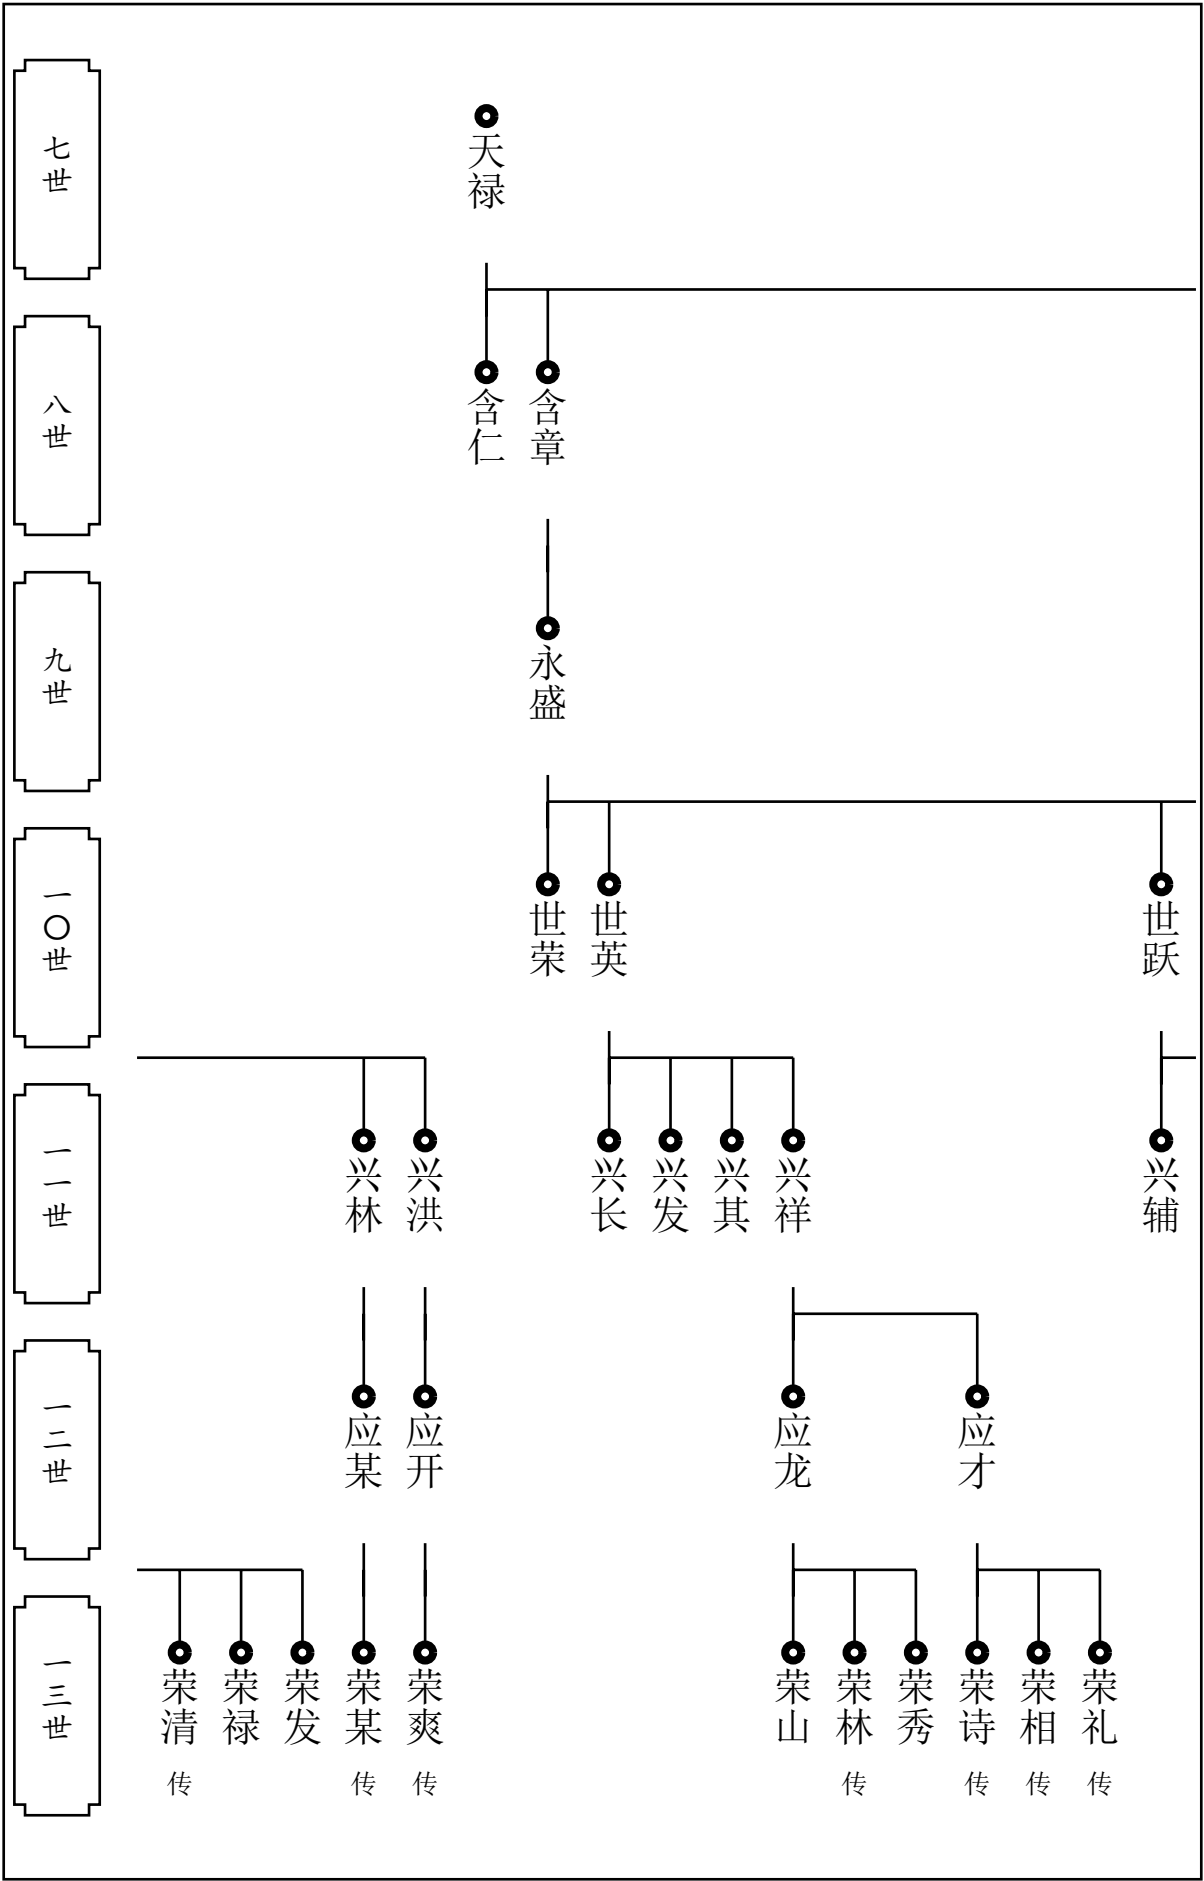 七世
天禄
八世
含仁
含章
九世
永盛
一〇世
世荣
世英
世跃
一一世
兴林
兴洪
兴长
兴发
兴其
兴祥
兴辅
一二世
应某
应开
应龙
应才
一三世
荣清
传
荣禄
荣发
荣某
传
荣爽
传
荣山
荣林
传
荣秀
荣诗
传
荣相
传
荣礼
传